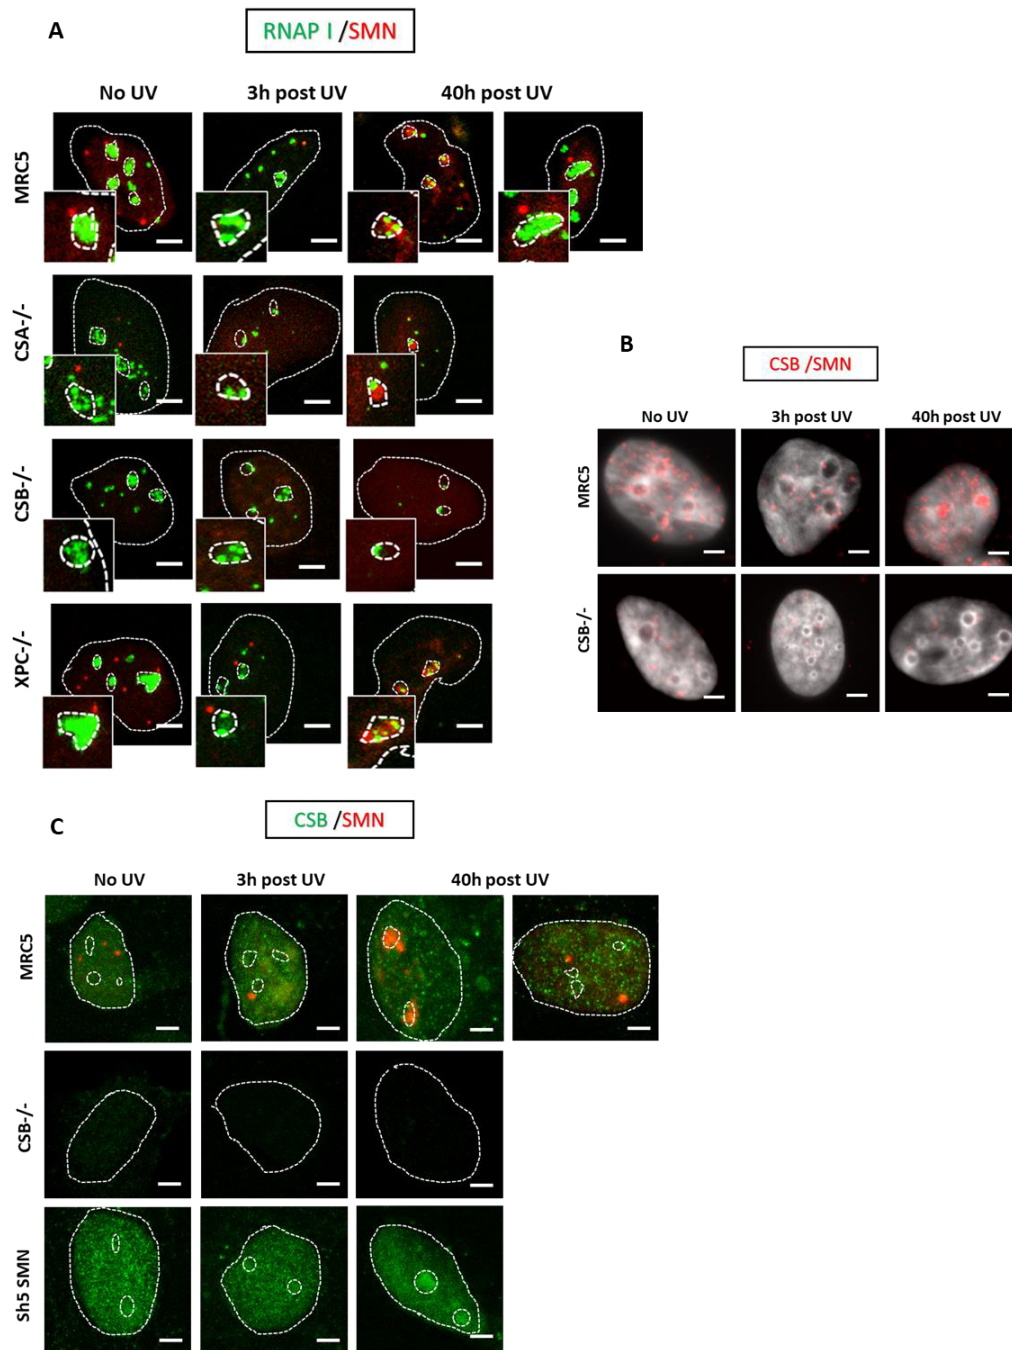 A
RNAP I /SMN
No UV 3h post UV 40h post UV
MRC5
CSA-/-
CSB-/-
XPC-/-
B
CSB /SMN
No UV 3h post UV 40h post UV
MRC5
CSB-/-
C
CSB /SMN
No UV 3h post UV 40h post UV
MRC5
CSB-/-
Sh5 SMN